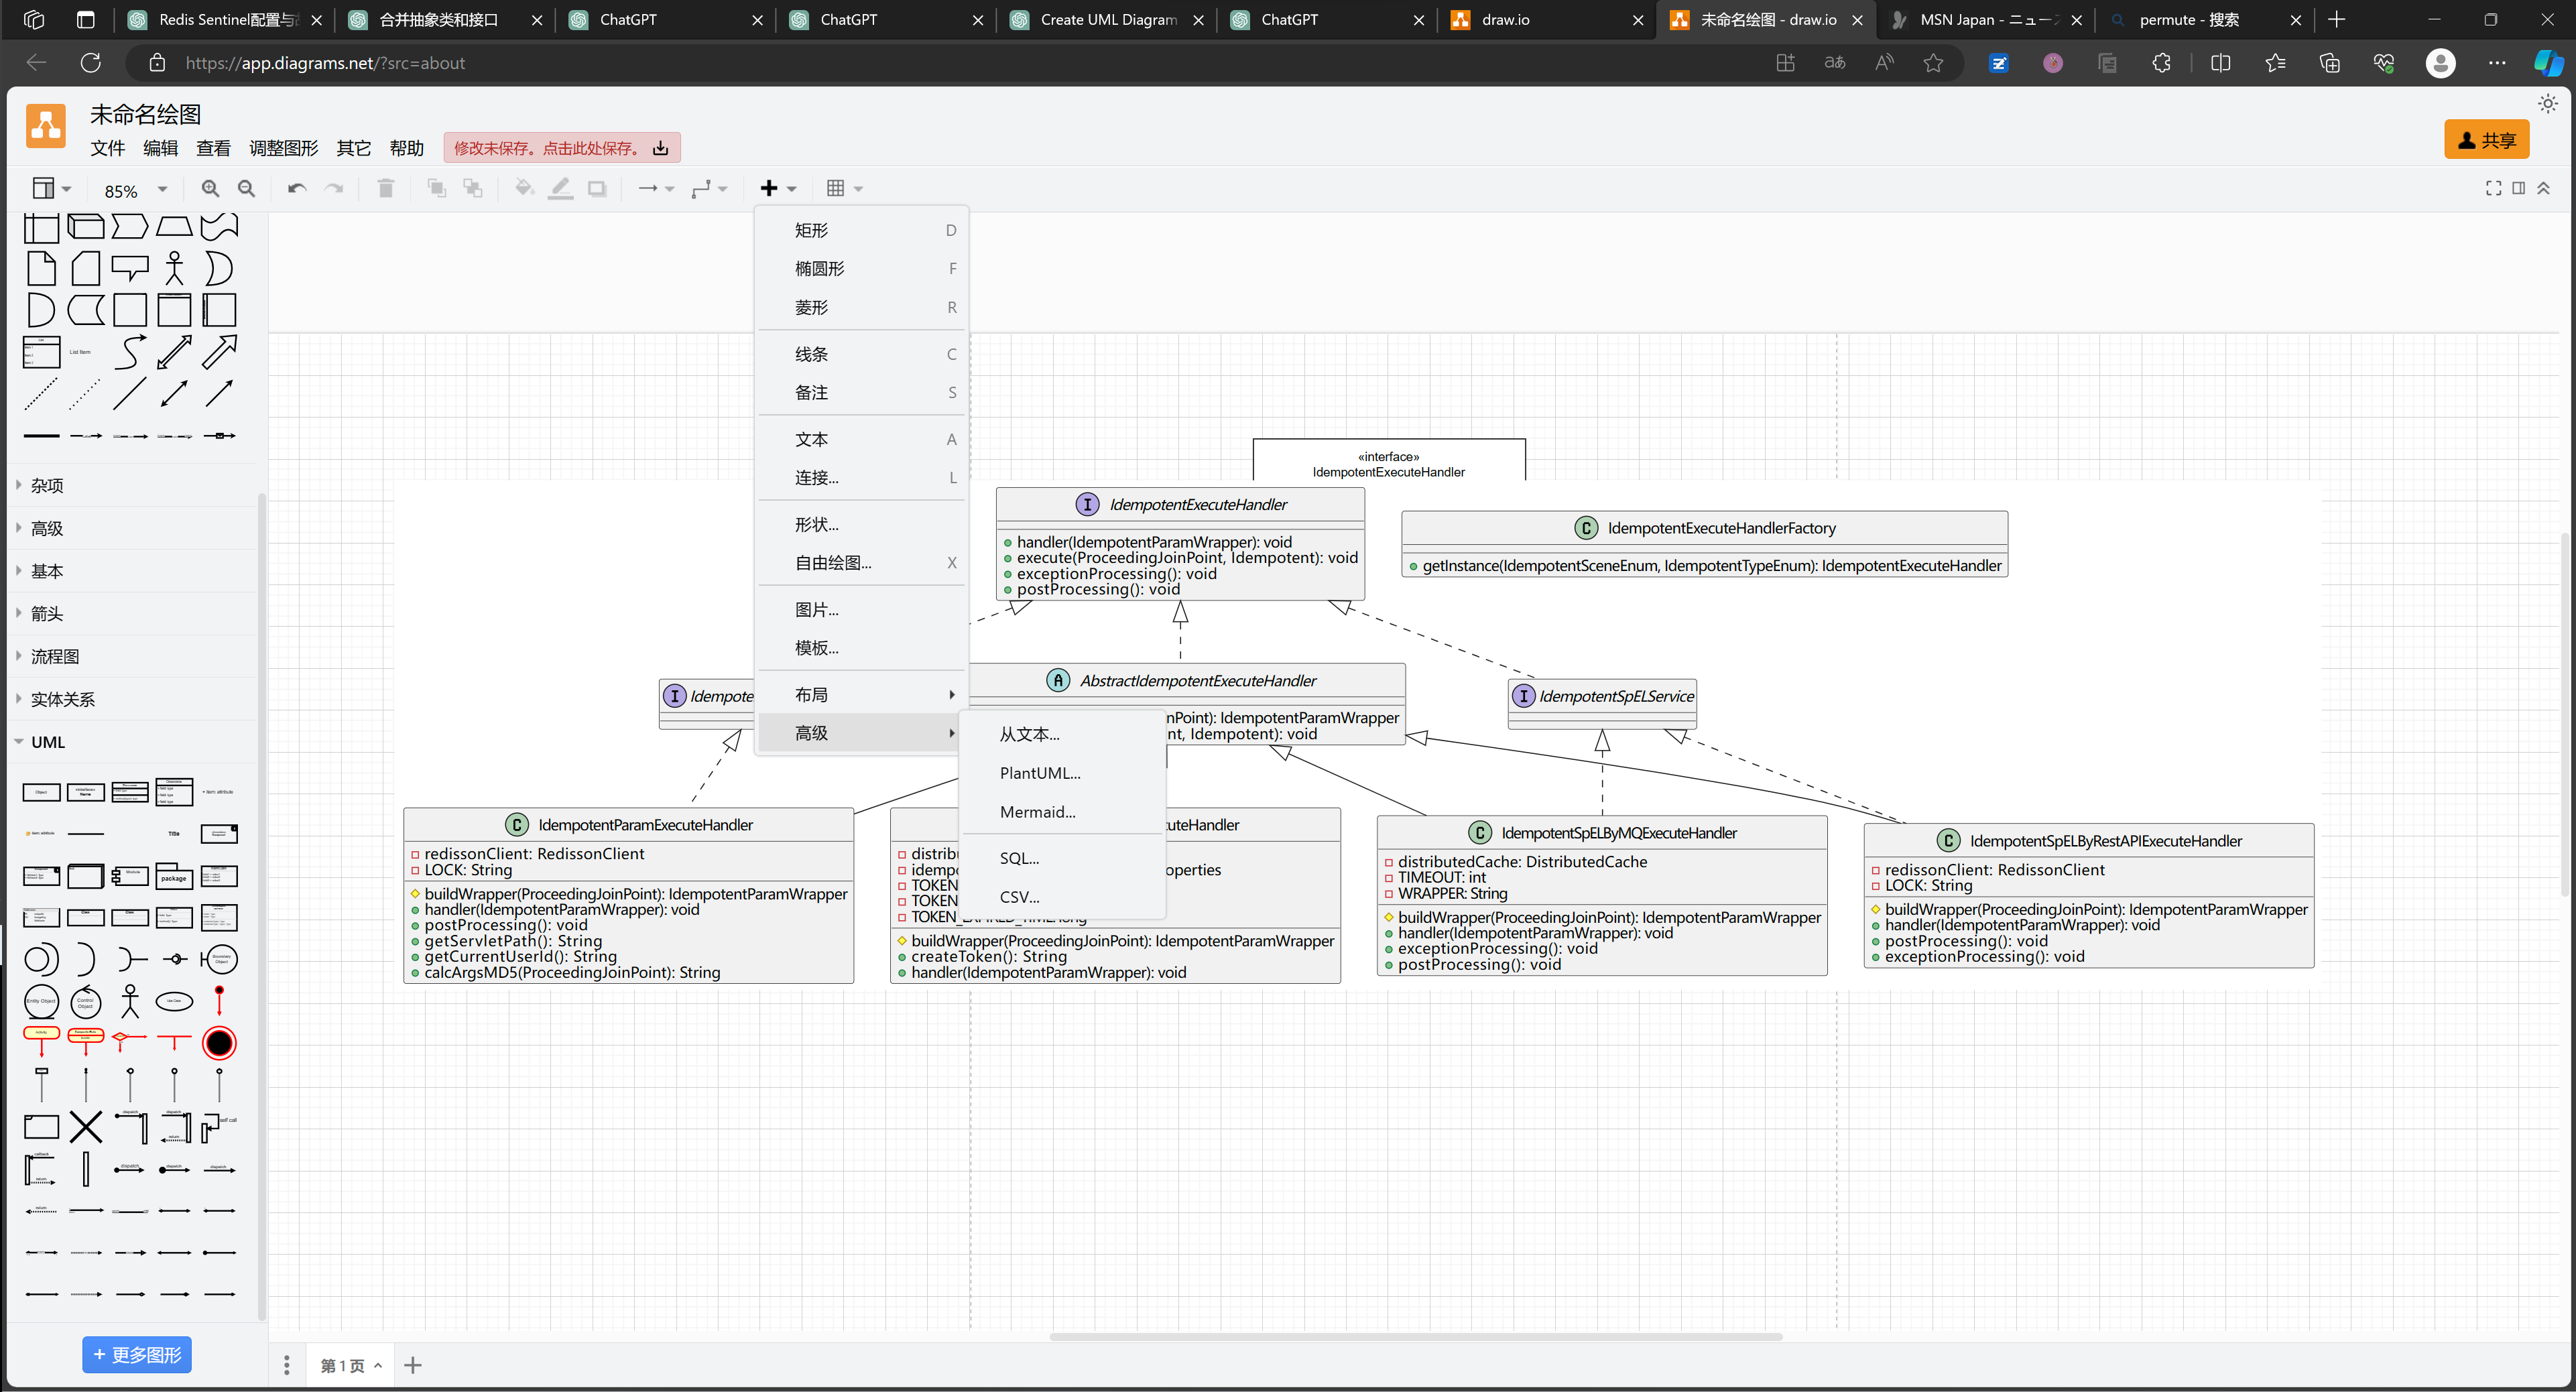 Redis Sentinel配置与
合并抽象类和接口
ChatGPT
ChatGPT
Create UML Diagram
ChatGPT
draw.io
未命名绘图 - draw.io
MSN Japan - ニュー
permute - 搜索
https://app.diagrams.net/?src=about
未命名绘图
文件 编辑 查看 调整图形 其它 帮助
修改未保存。点击此处保存。
共享
85%
矩形 D
椭圆形 F
菱形 R
线条 C
备注 S
文本 A
连接... L
形状...
自由绘图... X
图片...
模板...
布局
高级
从文本...
PlantUML...
Mermaid...
SQL...
CSV...
List Item
杂项
高级
基本
箭头
流程图
实体关系
UML
Object
Title
package
Entity Object
Control Object
更多图形
第 1 页
«interface»
IdempotentExecuteHandler
I IdempotentExecuteHandler
handler(IdempotentParamWrapper): void
execute(ProceedingJoinPoint, Idempotent): void
exceptionProcessing(): void
postProcessing(): void
C IdempotentExecuteHandlerFactory
getInstance(IdempotentSceneEnum, IdempotentTypeEnum): IdempotentExecuteHandler
I Idempote
A AbstractIdempotentExecuteHandler
nPoint): IdempotentParamWrapper
nt, Idempotent): void
I IdempotentSpELService
C IdempotentParamExecuteHandler
redissonClient: RedissonClient
LOCK: String
buildWrapper(ProceedingJoinPoint): IdempotentParamWrapper
handler(IdempotentParamWrapper): void
postProcessing(): void
getServletPath(): String
getCurrentUserId(): String
calcArgsMD5(ProceedingJoinPoint): String
cuteHandler
distribu
idemp operties
TOKEN
TOKEN
buildWrapper(ProceedingJoinPoint): IdempotentParamWrapper
createToken(): String
handler(IdempotentParamWrapper): void
C IdempotentSpELByMQExecuteHandler
distributedCache: DistributedCache
TIMEOUT: int
WRAPPER: String
buildWrapper(ProceedingJoinPoint): IdempotentParamWrapper
handler(IdempotentParamWrapper): void
exceptionProcessing(): void
postProcessing(): void
C IdempotentSpELByRestAPIExecuteHandler
redissonClient: RedissonClient
LOCK: String
buildWrapper(ProceedingJoinPoint): IdempotentParamWrapper
handler(IdempotentParamWrapper): void
postProcessing(): void
exceptionProcessing(): void